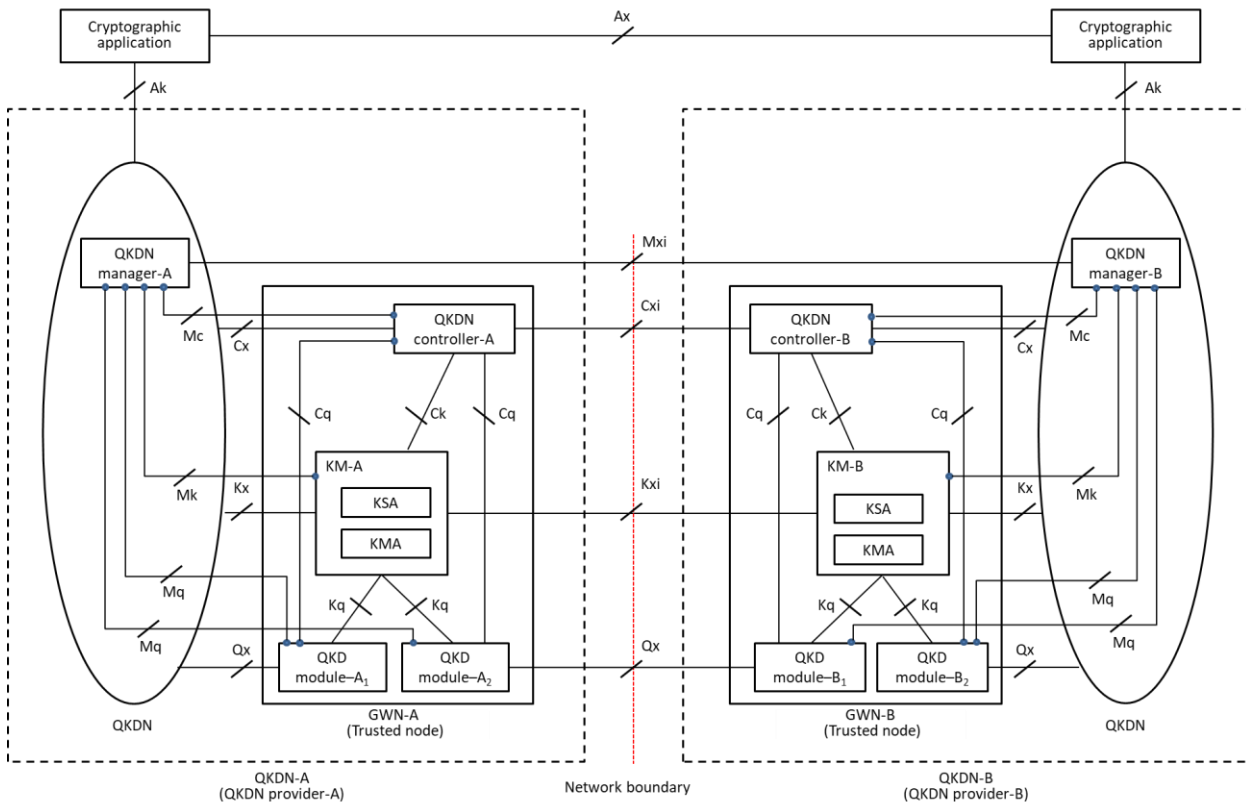 Cryptographic
application
Ax
Cryptographic
application
Ak
Ak
QKDN
manager-A
Mxi
QKDN
manager-B
Mc
Cx
QKDN
controller-A
Cxi
QKDN
controller-B
Mc
Cx
Cq
Ck
Cq
Cq
Ck
Cq
KM-A
KSA
KMA
Mk
Kx
Kxi
KM-B
KSA
KMA
Kx
Mk
Mq
Mq
Kq
Kq
Kq
Kq
Mq
Mq
Qx
QKD
module–A1
QKD
module–A2
Qx
QKD
module–B1
QKD
module–B2
Qx
QKDN
GWN-A
(Trusted node)
GWN-B
(Trusted node)
QKDN
QKDN-A
(QKDN provider-A)
Network boundary
QKDN-B
(QKDN provider-B)